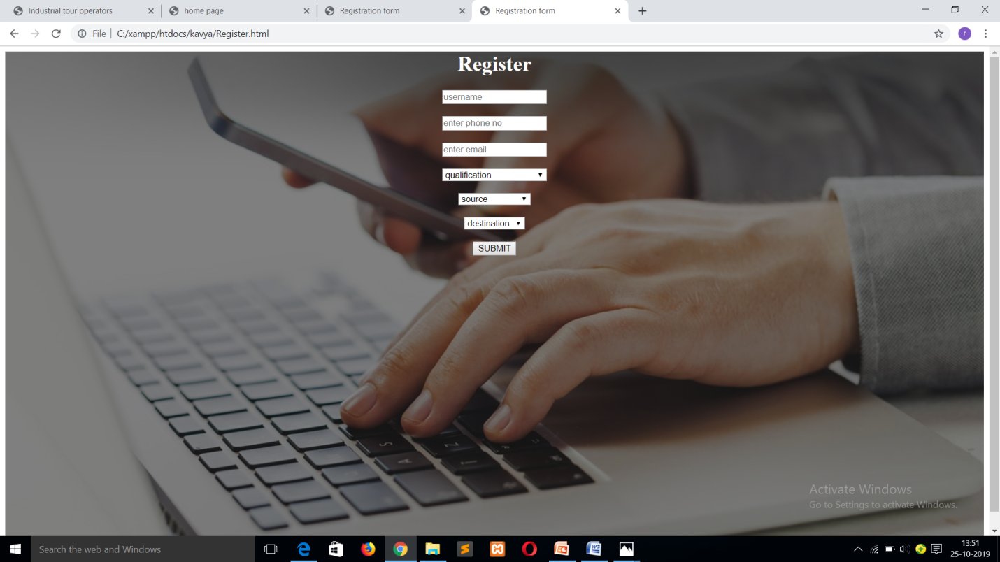 Industrial tour operators
home page
Registration form
Registration form
File
C:/xampp/htdocs/kavya/Register.html
r
Register
username
enter phone no
enter email
qualification
source
destination
SUBMIT
S
A
Z
Activate Windows
Go to Settings to activate Windows.
Search the web and Windows
13:51
25-10-2019